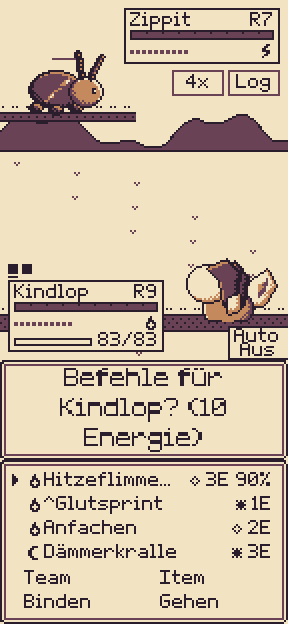 Zippit R7
4x Log
Kindlop R9
83/83
Auto
Aus
Befehle für
Kindlop? (10
Energie)
Hitzeflimme... 3E 90%
^Glutsprint 1E
Anfachen 2E
Dämmerkralle 3E
Team Item
Binden Gehen